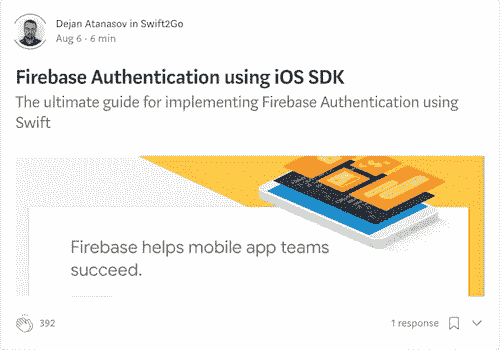 Dejan Atanasov in Swift2Go
Aug 6 · 6 min
Firebase Authentication using iOS SDK
The ultimate guide for implementing Firebase Authentication using
Swift
Firebase helps mobile app teams
succeed.
392
1 response